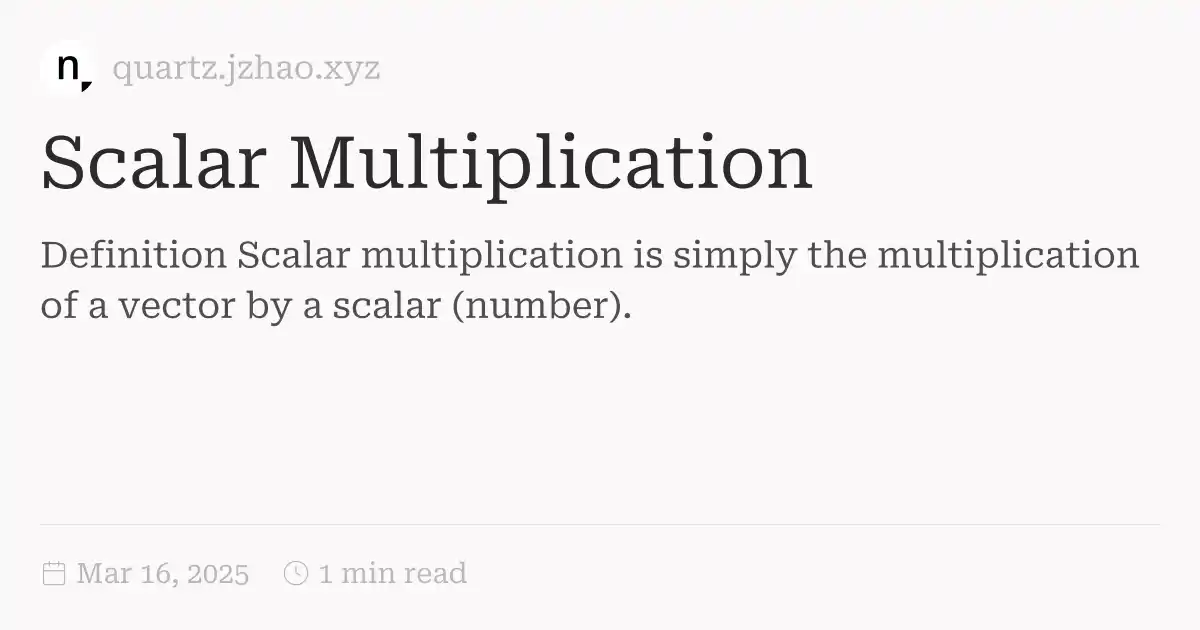 n
quartz.jzhao.xyz
Scalar Multiplication
Definition Scalar multiplication is simply the multiplication
of a vector by a scalar (number).
Mar 16, 2025
1 min read